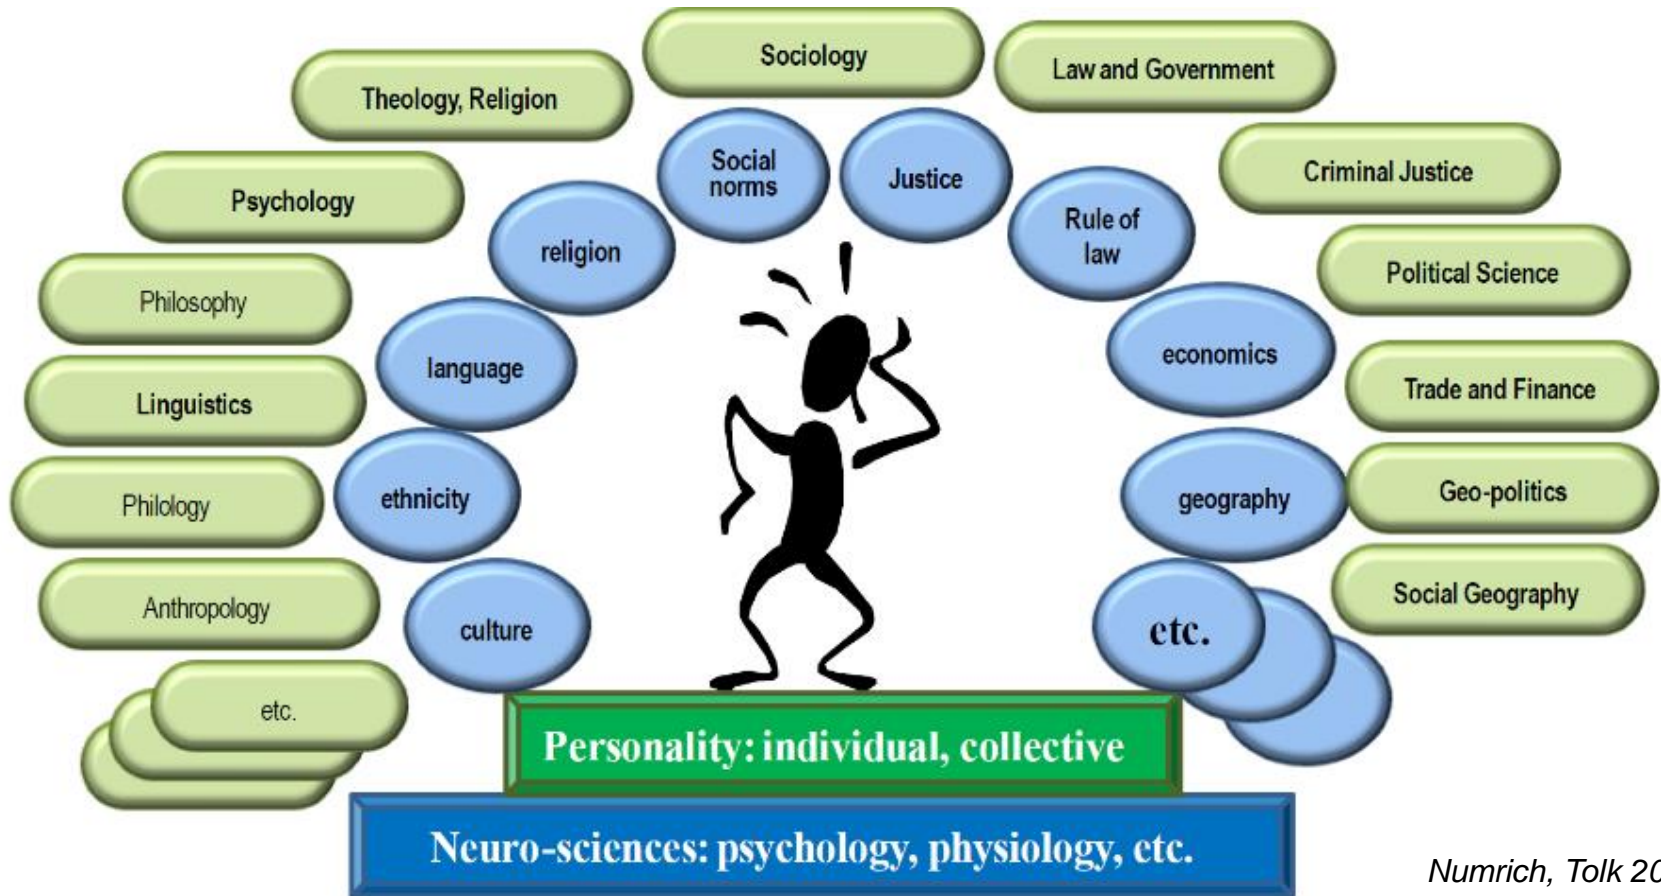 Sociology
Law and Government
Theology, Religion
Criminal Justice
Psychology
Political Science
Philosophy
Trade and Finance
Linguistics
Geo-politics
Philology
Social Geography
Anthropology
etc.
Social
norms
Justice
religion
Rule of
law
language
economics
ethnicity
geography
culture
etc.
Personality: individual, collective
Neuro-sciences: psychology, physiology, etc.
Numrich, Tolk